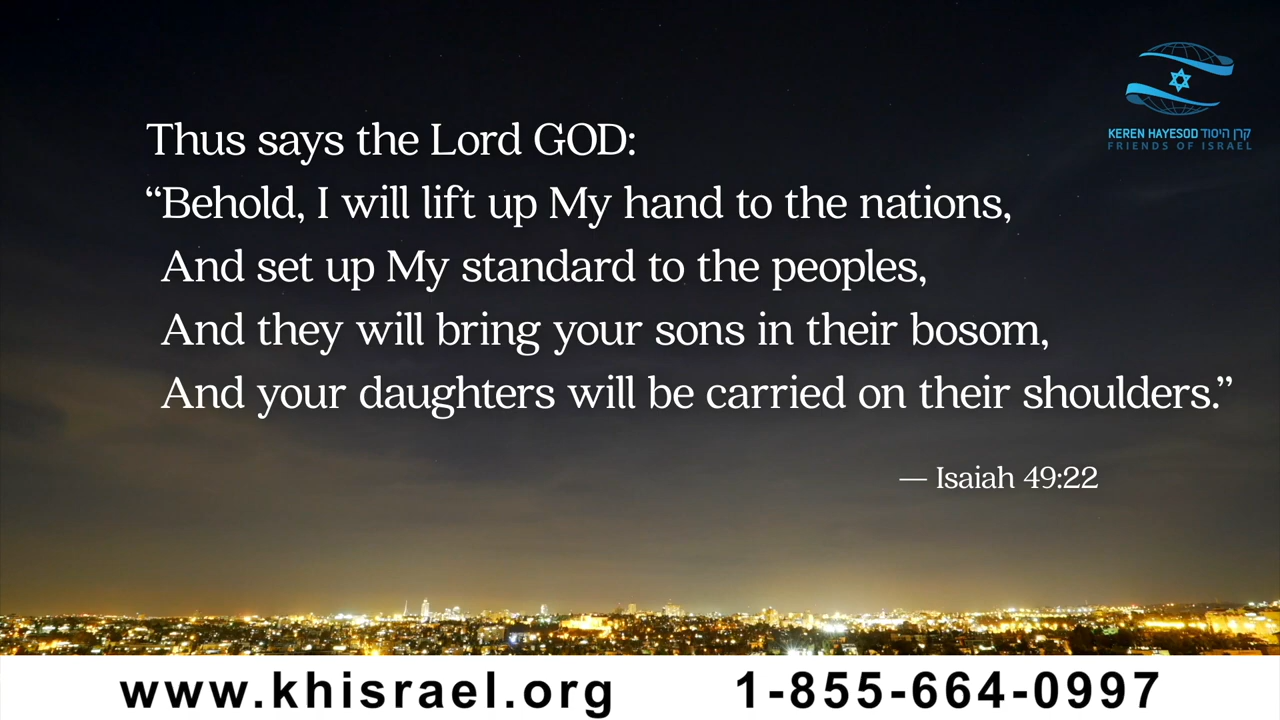 KEREN HAYESOD קרן היסוד
FRIENDS OF ISRAEL
Thus says the Lord GOD:
“Behold, I will lift up My hand to the nations,
And set up My standard to the peoples,
And they will bring your sons in their bosom,
And your daughters will be carried on their shoulders.”
— Isaiah 49:22
www.khisrael.org 1-855-664-0997